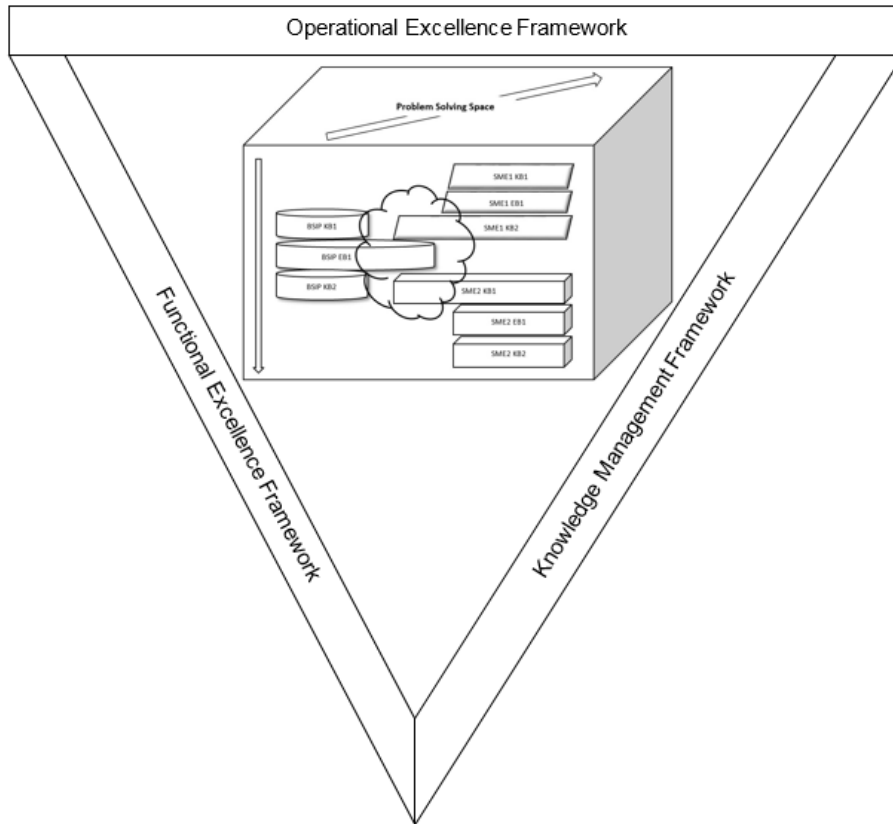 Operational Excellence Framework
Problem Solving Space
SME1 KB1
SME1 EB1
BSIP KB1
SME1 KB2
BSIP EB1
BSIP KB2
SME2 KB1
SME2 EB1
SME2 KB2
Functional Excellence Framework
Knowledge Management Framework